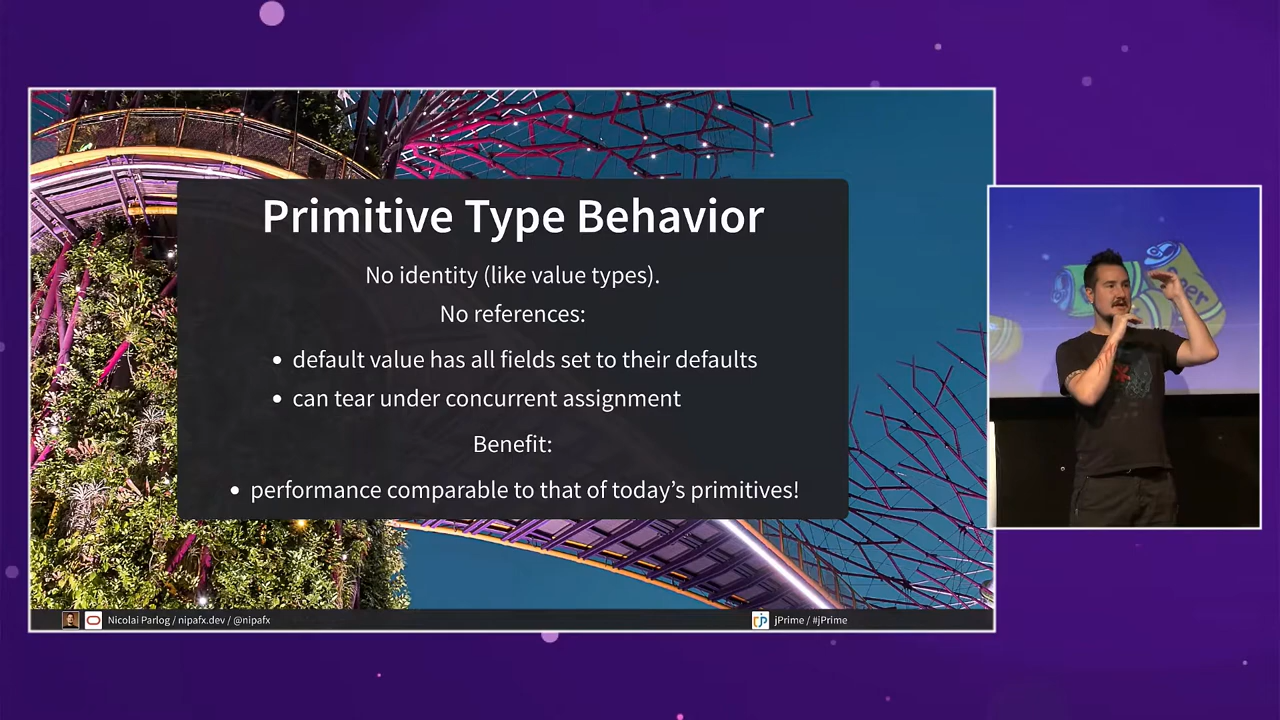 Primitive Type Behavior
No identity (like value types).
No references:
• default value has all fields set to their defaults
• can tear under concurrent assignment
Benefit:
• performance comparable to that of today's primitives!
Nicolai Parlog / nipafx.dev / @nipafx
jPrime / #jPrime